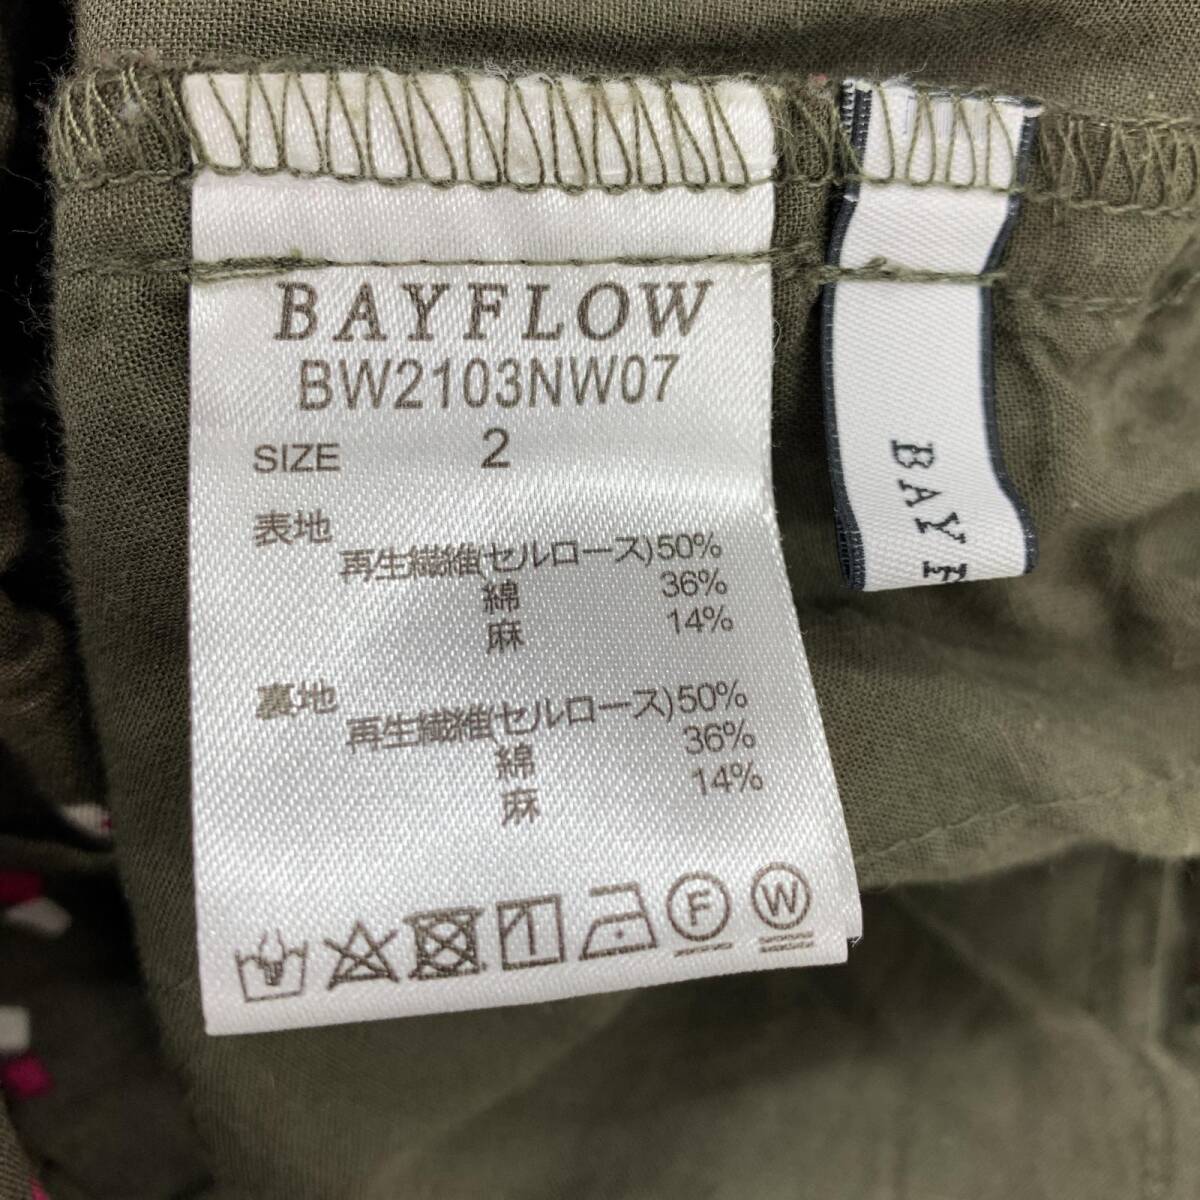 BAYFLOW
BW2103NW07
SIZE 2
表地
再生繊維(セルロース)50%
綿 36%
麻 14%
裏地
再生繊維(セルロース)50%
綿 36%
麻 14%
F W
BAY